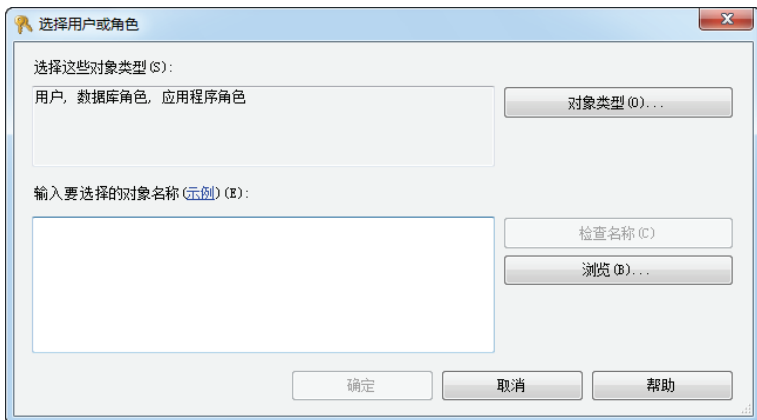 选择用户或角色
选择这些对象类型(S):
用户, 数据库角色, 应用程序角色
对象类型(O)...
输入要选择的对象名称(示例)(E):
检查名称(C)
浏览(B)...
确定
取消
帮助